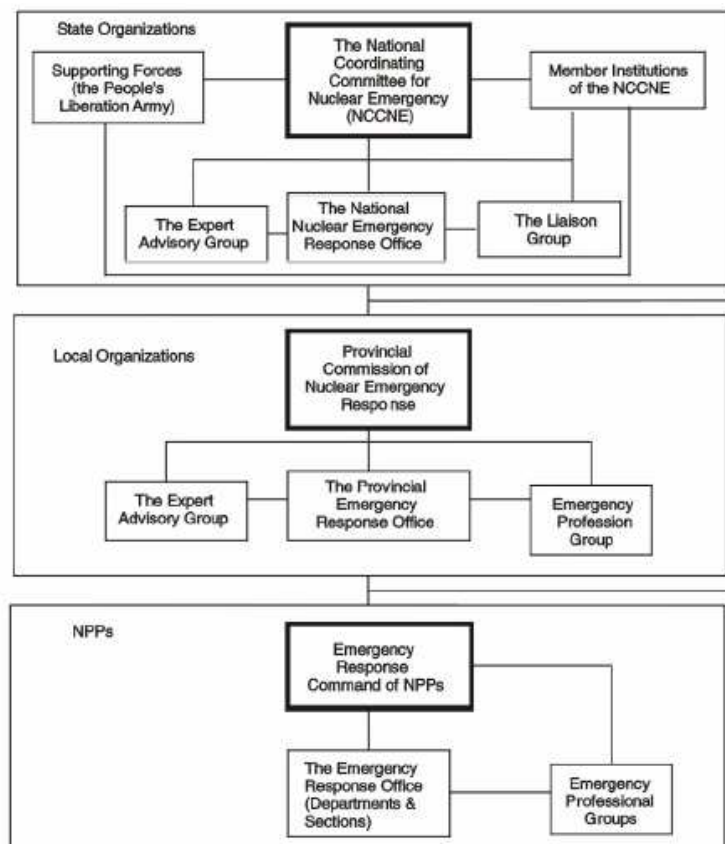 State Organizations
Supporting Forces
(the People's
Liberation Army)
The National
Coordinating
Committee for
Nuclear Emergency
(NCCNE)
Member Institutions
of the NCCNE
The Expert
Advisory Group
The National
Nuclear Emergency
Response Office
The Liaison
Group
Local Organizations
Provincial
Commission of
Nuclear Emergency
Response
The Expert
Advisory Group
The Provincial
Emergency
Response Office
Emergency
Profession
Group
NPPs
Emergency
Response
Command of NPPs
The Emergency
Response Office
(Departments &
Sections)
Emergency
Professional
Groups